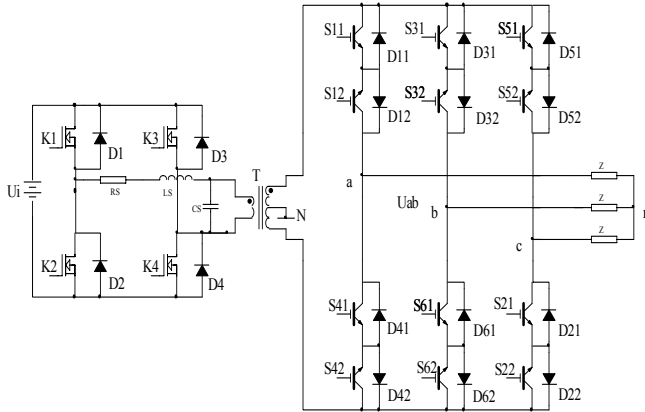 S11 S31 S51
D11 D31 D51
S12 S32 S52
D12 D32 D52
K1 K3
D1 D3
T
a z
Ui RS LS CS N Uab b z n
c z
K2 K4
D2 D4
S41 S61 S21
D41 D61 D21
S42 S62 S22
D42 D62 D22